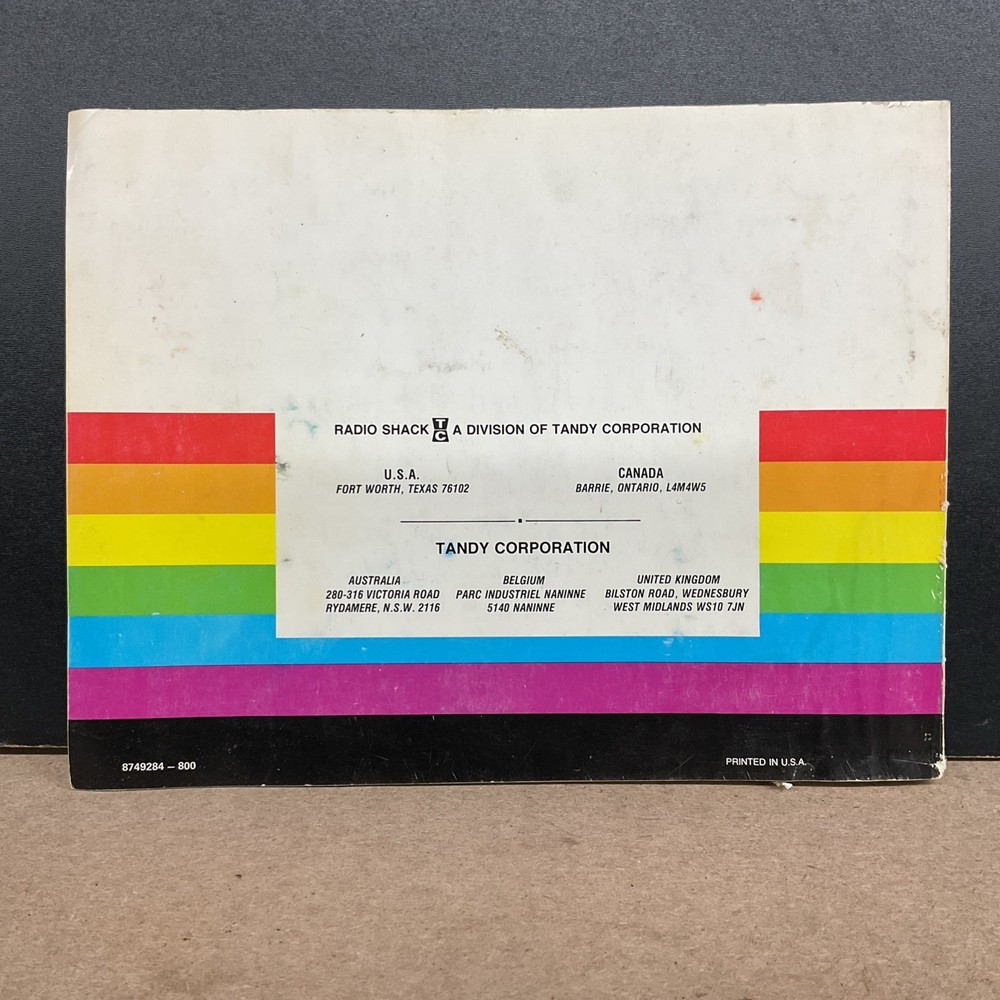 RADIO SHACK TC A DIVISION OF TANDY CORPORATION
U.S.A.
FORT WORTH, TEXAS 76102
CANADA
BARRIE, ONTARIO, L4M4W5
TANDY CORPORATION
AUSTRALIA
280-316 VICTORIA ROAD
RYDAMERE, N.S.W. 2116
BELGIUM
PARC INDUSTRIEL NANINNE
5140 NANINNE
UNITED KINGDOM
BILSTON ROAD, WEDNESBURY
WEST MIDLANDS WS10 7JN
8749284 – 800
PRINTED IN U.S.A.